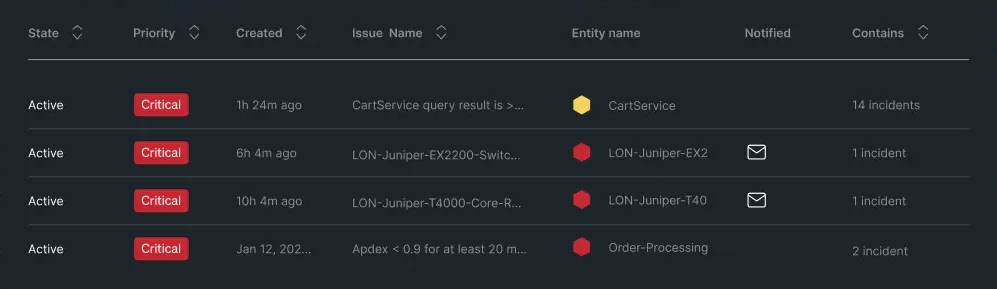 State Priority Created Issue Name Entity name Notified Contains
Active Critical 1h 24m ago CartService query result is >... CartService 14 incidents
Active Critical 6h 4m ago LON-Juniper-EX2200-Switc... LON-Juniper-EX2 1 incident
Active Critical 10h 4m ago LON-Juniper-T4000-Core-R... LON-Juniper-T40 1 incident
Active Critical Jan 12, 202... Apdex < 0.9 for at least 20 m... Order-Processing 2 incident